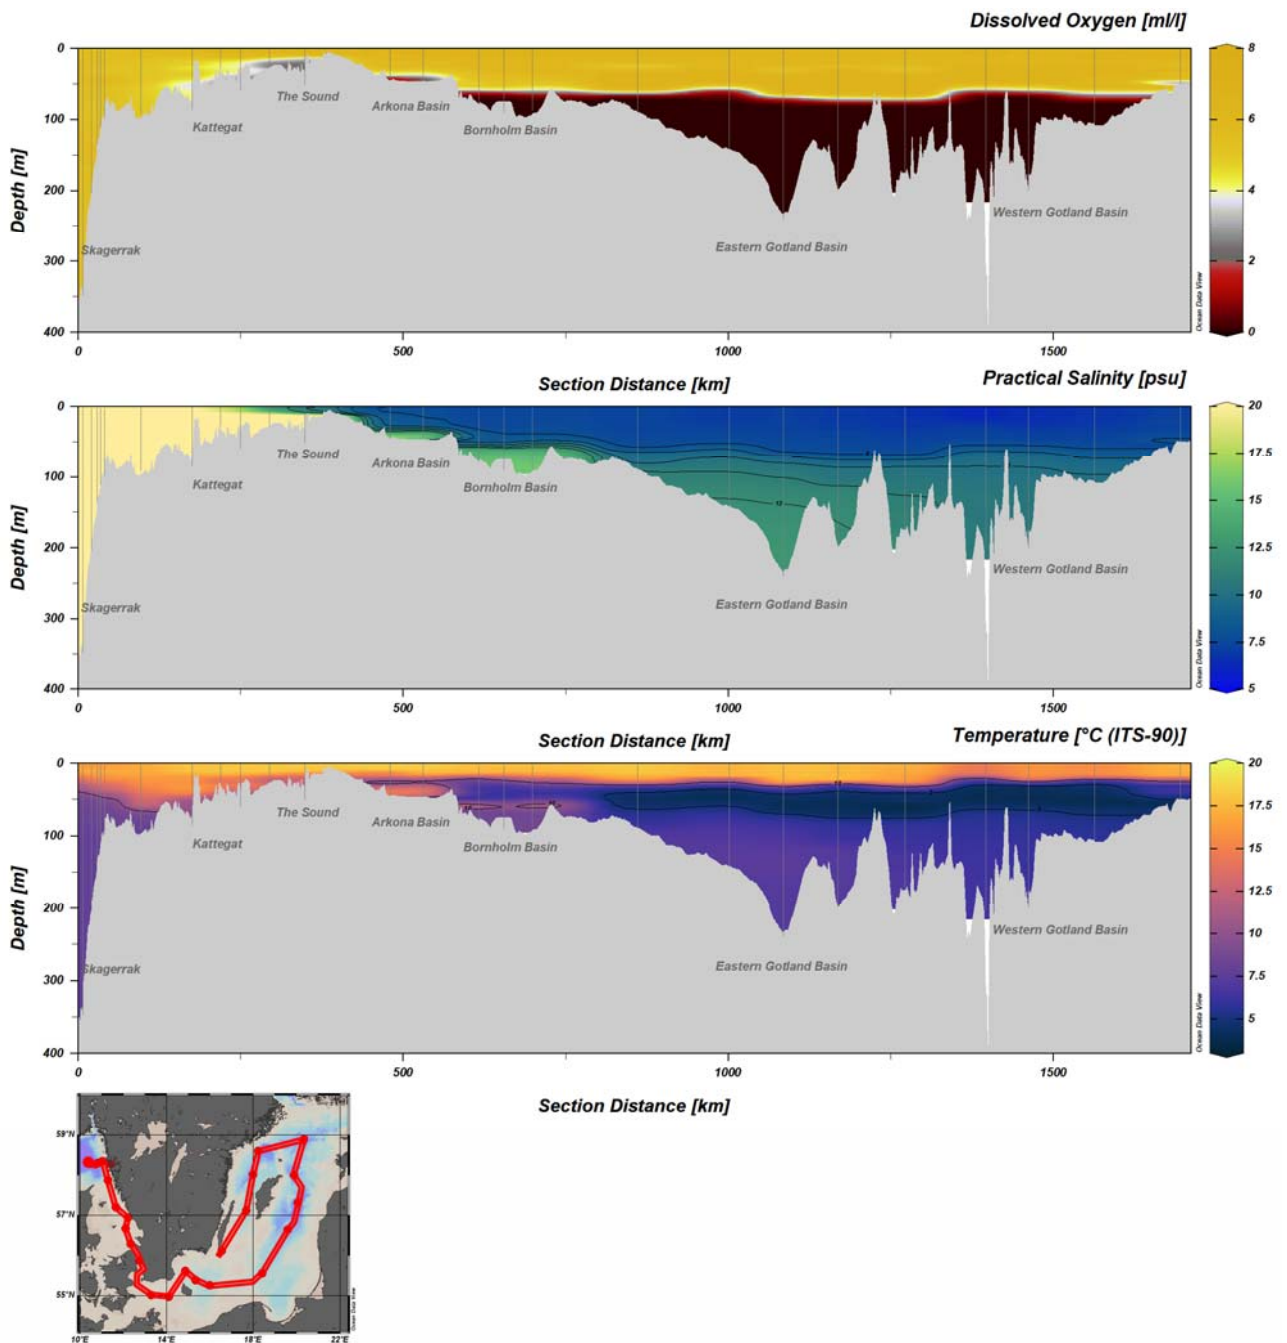 Dissolved Oxygen [ml/l]
0
100
200
300
400
Depth [m]
The Sound
Arkona Basin
Kattegat
Bornholm Basin
Western Gotland Basin
Eastern Gotland Basin
Skagerrak
Ocean Data View
8
6
4
2
0
0
500
1000
1500
Section Distance [km]
Practical Salinity [psu]
0
100
200
300
400
Depth [m]
The Sound
Arkona Basin
Kattegat
Bornholm Basin
Western Gotland Basin
Eastern Gotland Basin
Skagerrak
12
Ocean Data View
20
17.5
15
12.5
10
7.5
5
0
500
1000
1500
Section Distance [km]
Temperature [°C (ITS-90)]
0
100
200
300
400
Depth [m]
The Sound
Arkona Basin
Kattegat
Bornholm Basin
Western Gotland Basin
Eastern Gotland Basin
Skagerrak
Ocean Data View
20
17.5
15
12.5
10
7.5
5
0
500
1000
1500
Section Distance [km]
59°N
57°N
55°N
10°E
14°E
18°E
22°E
Ocean Data View